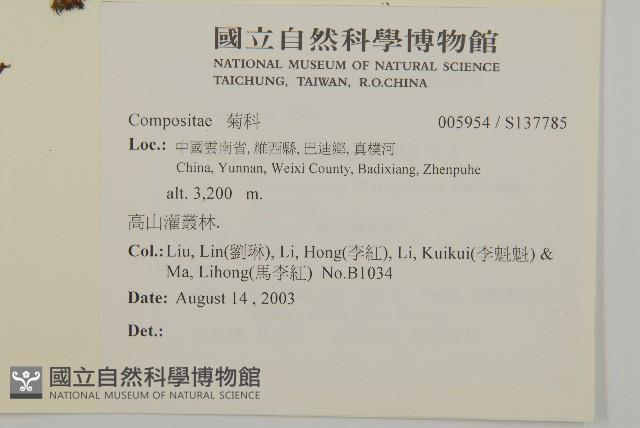 國立自然科學博物館
NATIONAL MUSEUM OF NATURAL SCIENCE
TAICHUNG, TAIWAN, R.O.CHINA
Compositae 菊科 005954 / S137785
Loc.: 中國雲南省, 維西縣, 巴迪鄉, 真樸河
China, Yunnan, Weixi County, Badixiang, Zhenpuhe
alt. 3,200 m.
高山灌叢林.
Col.: Liu, Lin(劉琳), Li, Hong(李紅), Li, Kuikui(李魁魁) &
Ma, Lihong(馬李紅) No.B1034
Date: August 14 , 2003
Det.:
國立自然科學博物館
NATIONAL MUSEUM OF NATURAL SCIENCE